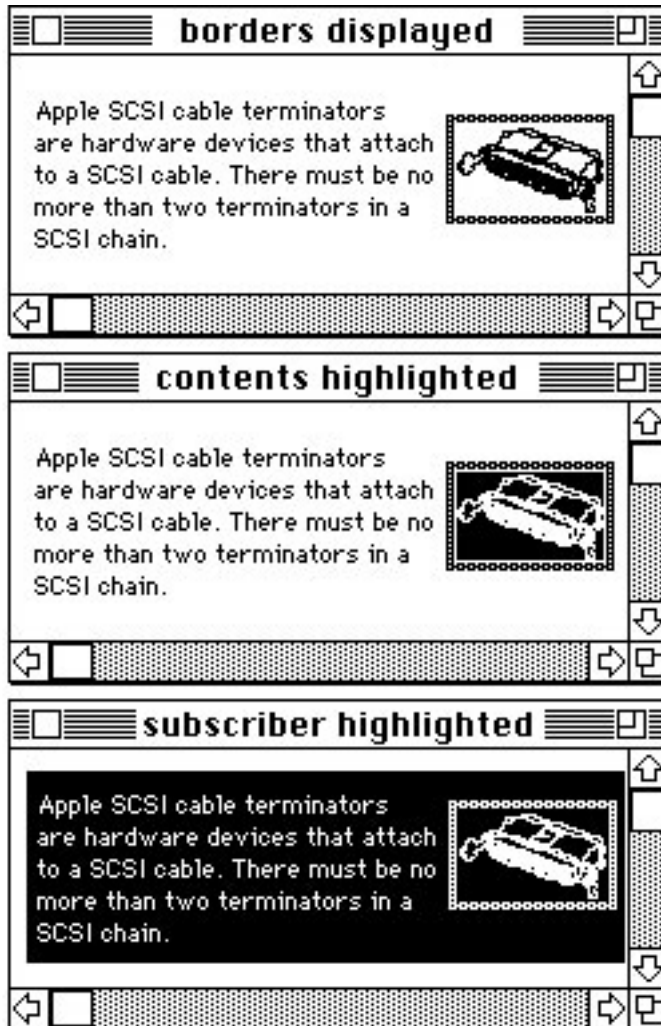 borders displayed
Apple SCSI cable terminators
are hardware devices that attach
to a SCSI cable. There must be no
more than two terminators in a
SCSI chain.
contents highlighted
Apple SCSI cable terminators
are hardware devices that attach
to a SCSI cable. There must be no
more than two terminators in a
SCSI chain.
subscriber highlighted
Apple SCSI cable terminators
are hardware devices that attach
to a SCSI cable. There must be no
more than two terminators in a
SCSI chain.